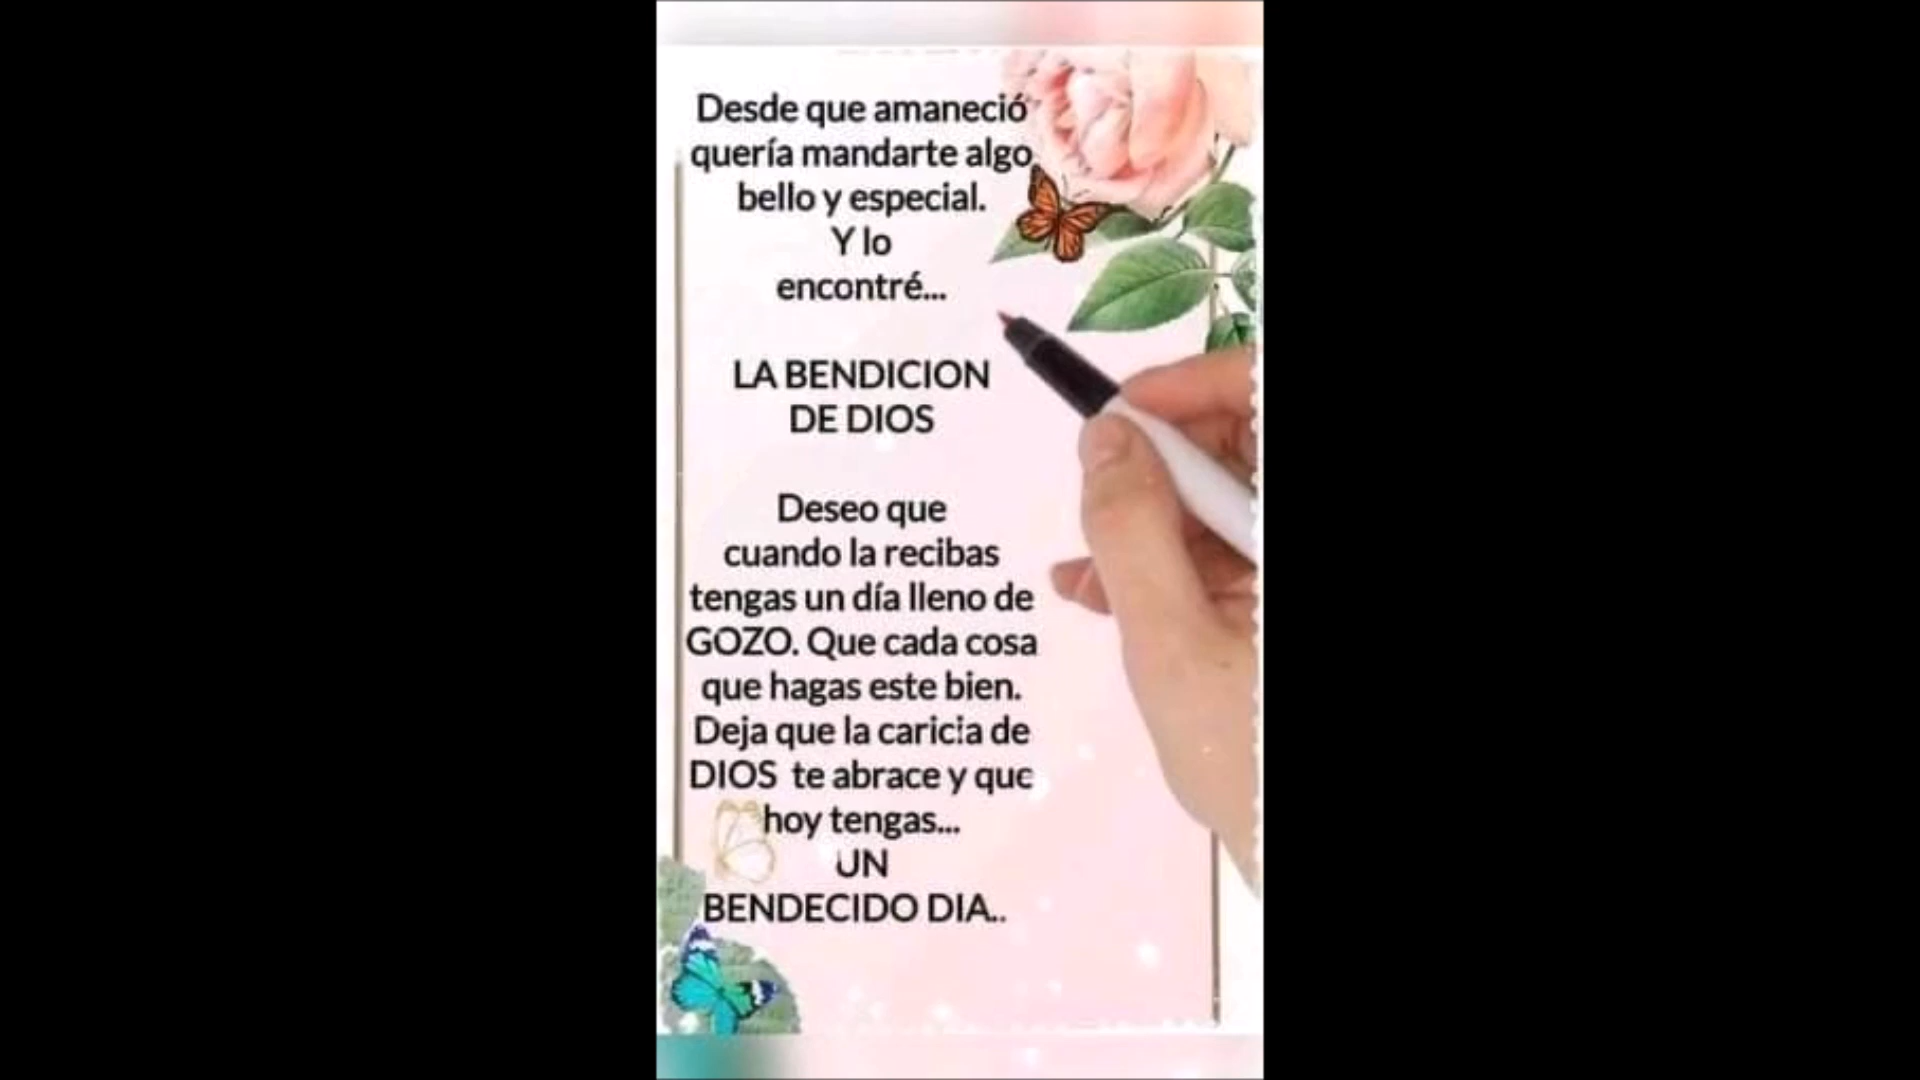 Desde que amaneció
quería mandarte algo
bello y especial.
Y lo
encontré...
LA BENDICION
DE DIOS
Deseo que
cuando la recibas
tengas un día lleno de
GOZO. Que cada cosa
que hagas este bien.
Deja que la caricia de
DIOS te abrace y que
hoy tengas...
UN
BENDECIDO DIA..